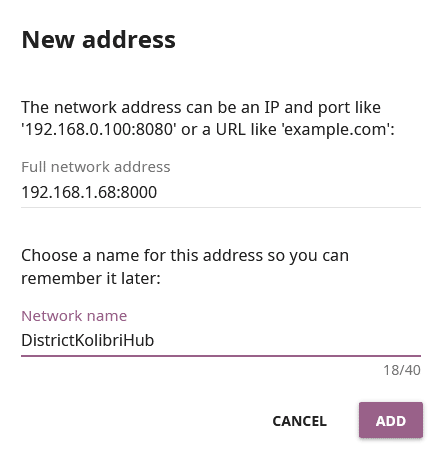 New address
The network address can be an IP and port like
'192.168.0.100:8080' or a URL like 'example.com':
Full network address
192.168.1.68:8000
Choose a name for this address so you can
remember it later:
Network name
DistrictKolibriHub
18/40
CANCEL
ADD